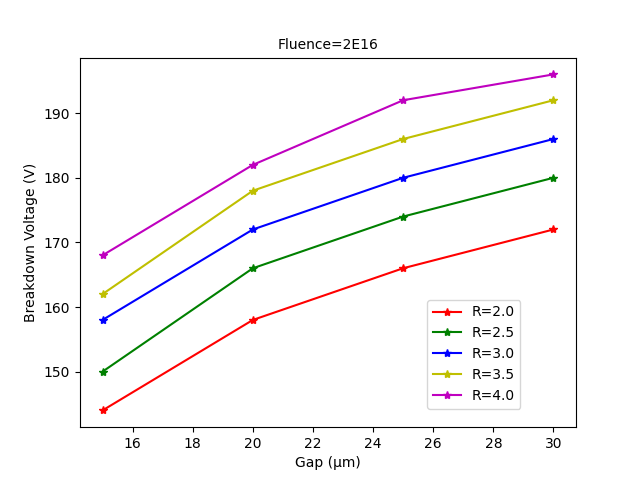 Fluence=2E16
Breakdown Voltage (V)
190
180
170
160
150
R=2.0
R=2.5
R=3.0
R=3.5
R=4.0
16 18 20 22 24 26 28 30
Gap (μm)